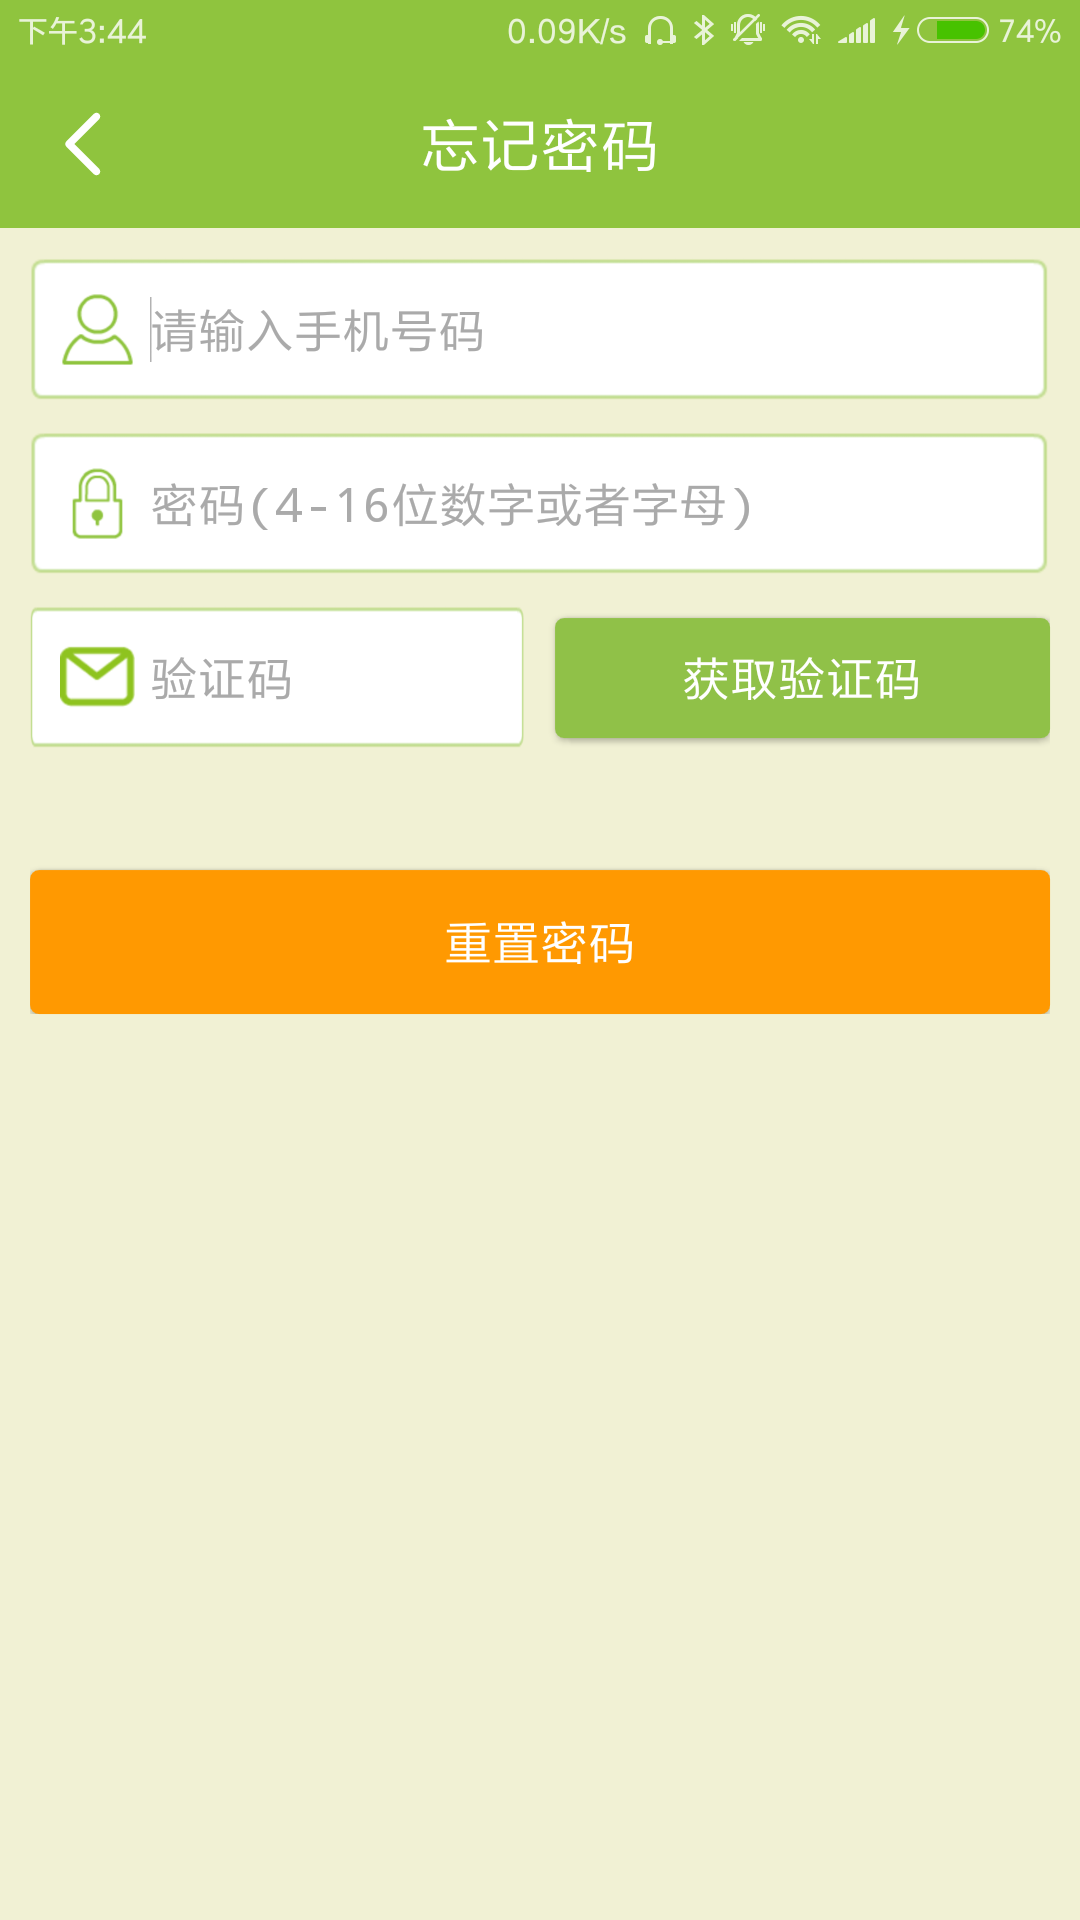 下午3:44 0.09K/s 74%
忘记密码
请输入手机号码
密码(4-16位数字或者字母)
验证码 获取验证码
重置密码